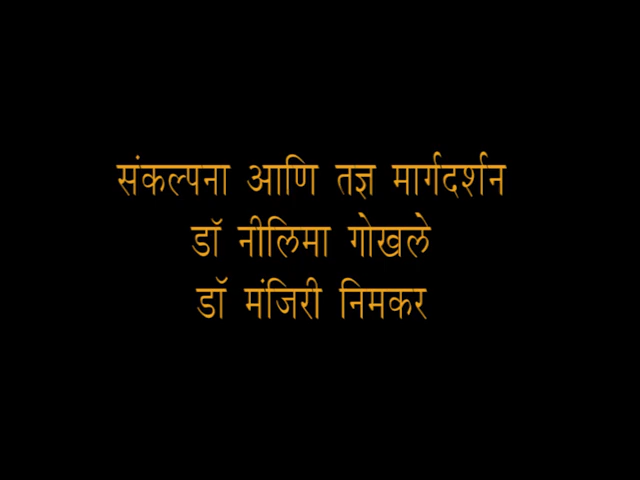 संकल्पना आणि तज्ञ मार्गदर्शन
डॉ नीलिमा गोखले
डॉ मंजिरी निमकर